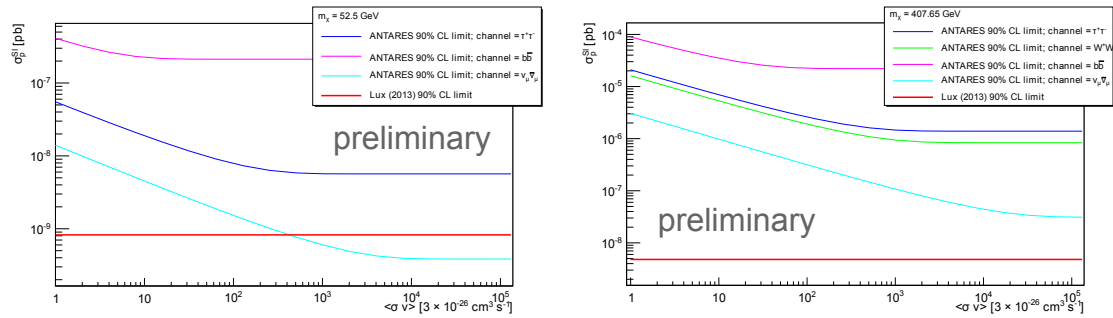 m_χ = 52.5 GeV
ANTARES 90% CL limit; channel = τ⁺τ⁻
ANTARES 90% CL limit; channel = bb̅
ANTARES 90% CL limit; channel = ν_μ ν̅_μ
Lux (2013) 90% CL limit
σ_p^SI [pb]
10⁻⁷
10⁻⁸
10⁻⁹
preliminary
1 10 10² 10³ 10⁴ 10⁵
<σ v> [3 × 10⁻²⁶ cm³ s⁻¹]
m_χ = 407.65 GeV
ANTARES 90% CL limit; channel = τ⁺τ⁻
ANTARES 90% CL limit; channel = W⁺W
ANTARES 90% CL limit; channel = bb̅
ANTARES 90% CL limit; channel = ν_μ ν̅_μ
Lux (2013) 90% CL limit
σ_p^SI [pb]
10⁻⁴
10⁻⁵
10⁻⁶
10⁻⁷
10⁻⁸
preliminary
1 10 10² 10³ 10⁴ 10⁵
<σ v> [3 × 10⁻²⁶ cm³ s⁻¹]